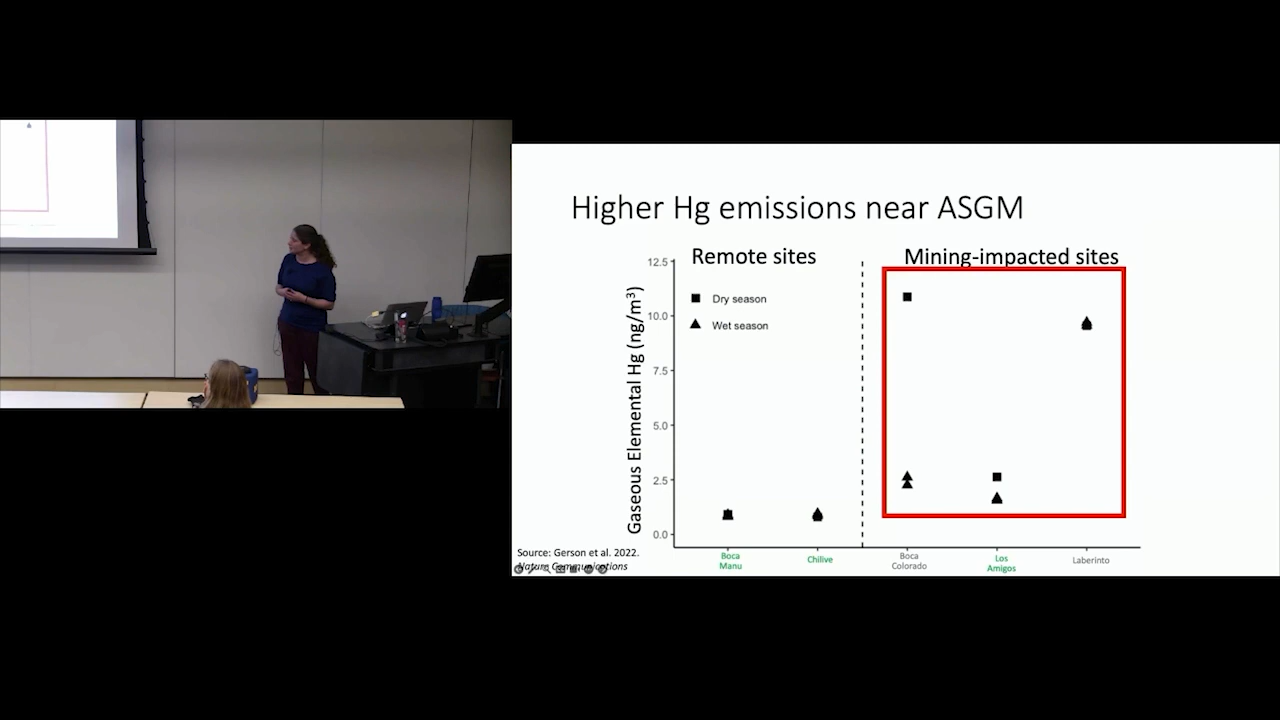 Higher Hg emissions near ASGM
Remote sites
Mining-impacted sites
Gaseous Elemental Hg (ng/m³)
12.5
10.0
7.5
5.0
2.5
0.0
Dry season
Wet season
Boca
Manu
Chilive
Boca
Colorado
Los
Amigos
Laberinto
Source: Gerson et al. 2022.
Nature Communications